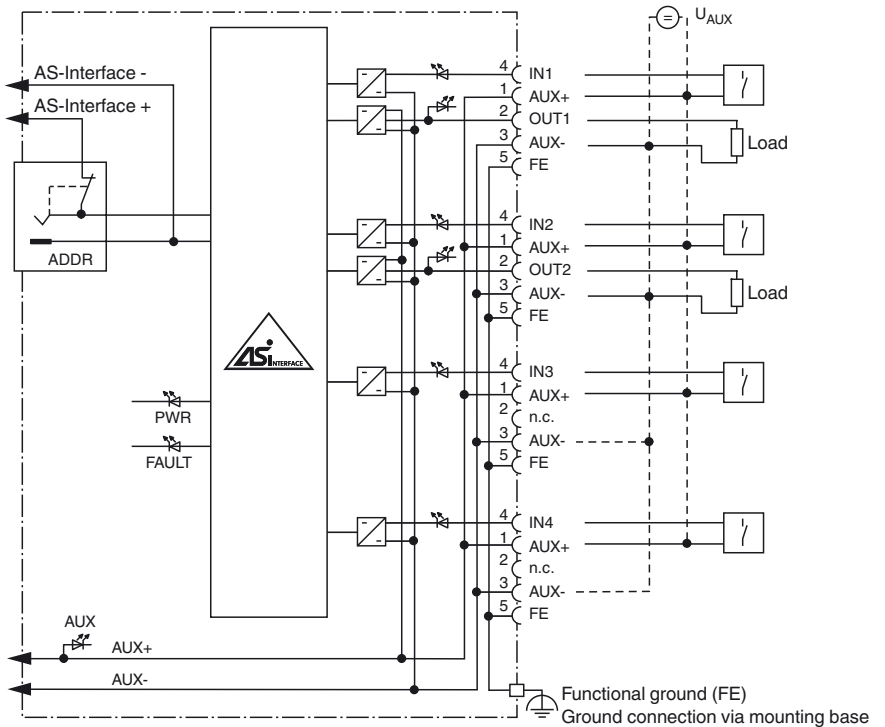 U_AUX
AS-Interface -
AS-Interface +
ADDR
4 IN1
1 AUX+
2 OUT1
3 AUX-
5 FE
Load
4 IN2
1 AUX+
2 OUT2
3 AUX-
5 FE
Load
ASi INTERFACE
4 IN3
1 AUX+
2 n.c.
3 AUX-
5 FE
PWR
FAULT
4 IN4
1 AUX+
2 n.c.
3 AUX-
5 FE
AUX
AUX+
AUX-
Functional ground (FE)
Ground connection via mounting base